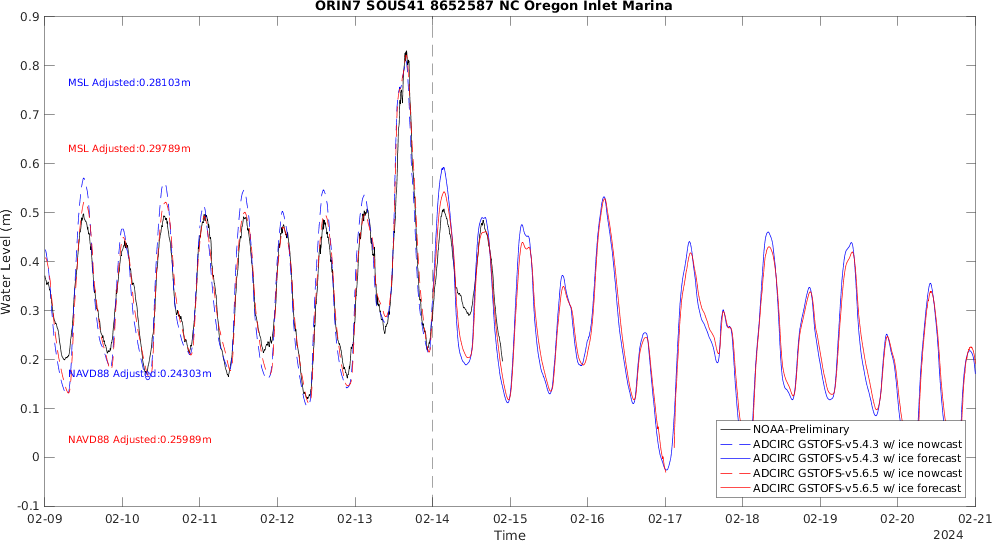 ORIN7 SOUS41 8652587 NC Oregon Inlet Marina
0.9
0.8
0.7
0.6
0.5
0.4
0.3
0.2
0.1
0
-0.1
Water Level (m)
MSL Adjusted:0.28103m
MSL Adjusted:0.29789m
NAVD88 Adjusted:0.24303m
NAVD88 Adjusted:0.25989m
NOAA-Preliminary
ADCIRC GSTOFS-v5.4.3 w/ ice nowcast
ADCIRC GSTOFS-v5.4.3 w/ ice forecast
ADCIRC GSTOFS-v5.6.5 w/ ice nowcast
ADCIRC GSTOFS-v5.6.5 w/ ice forecast
02-09 02-10 02-11 02-12 02-13 02-14 02-15 02-16 02-17 02-18 02-19 02-20 02-21
Time
2024